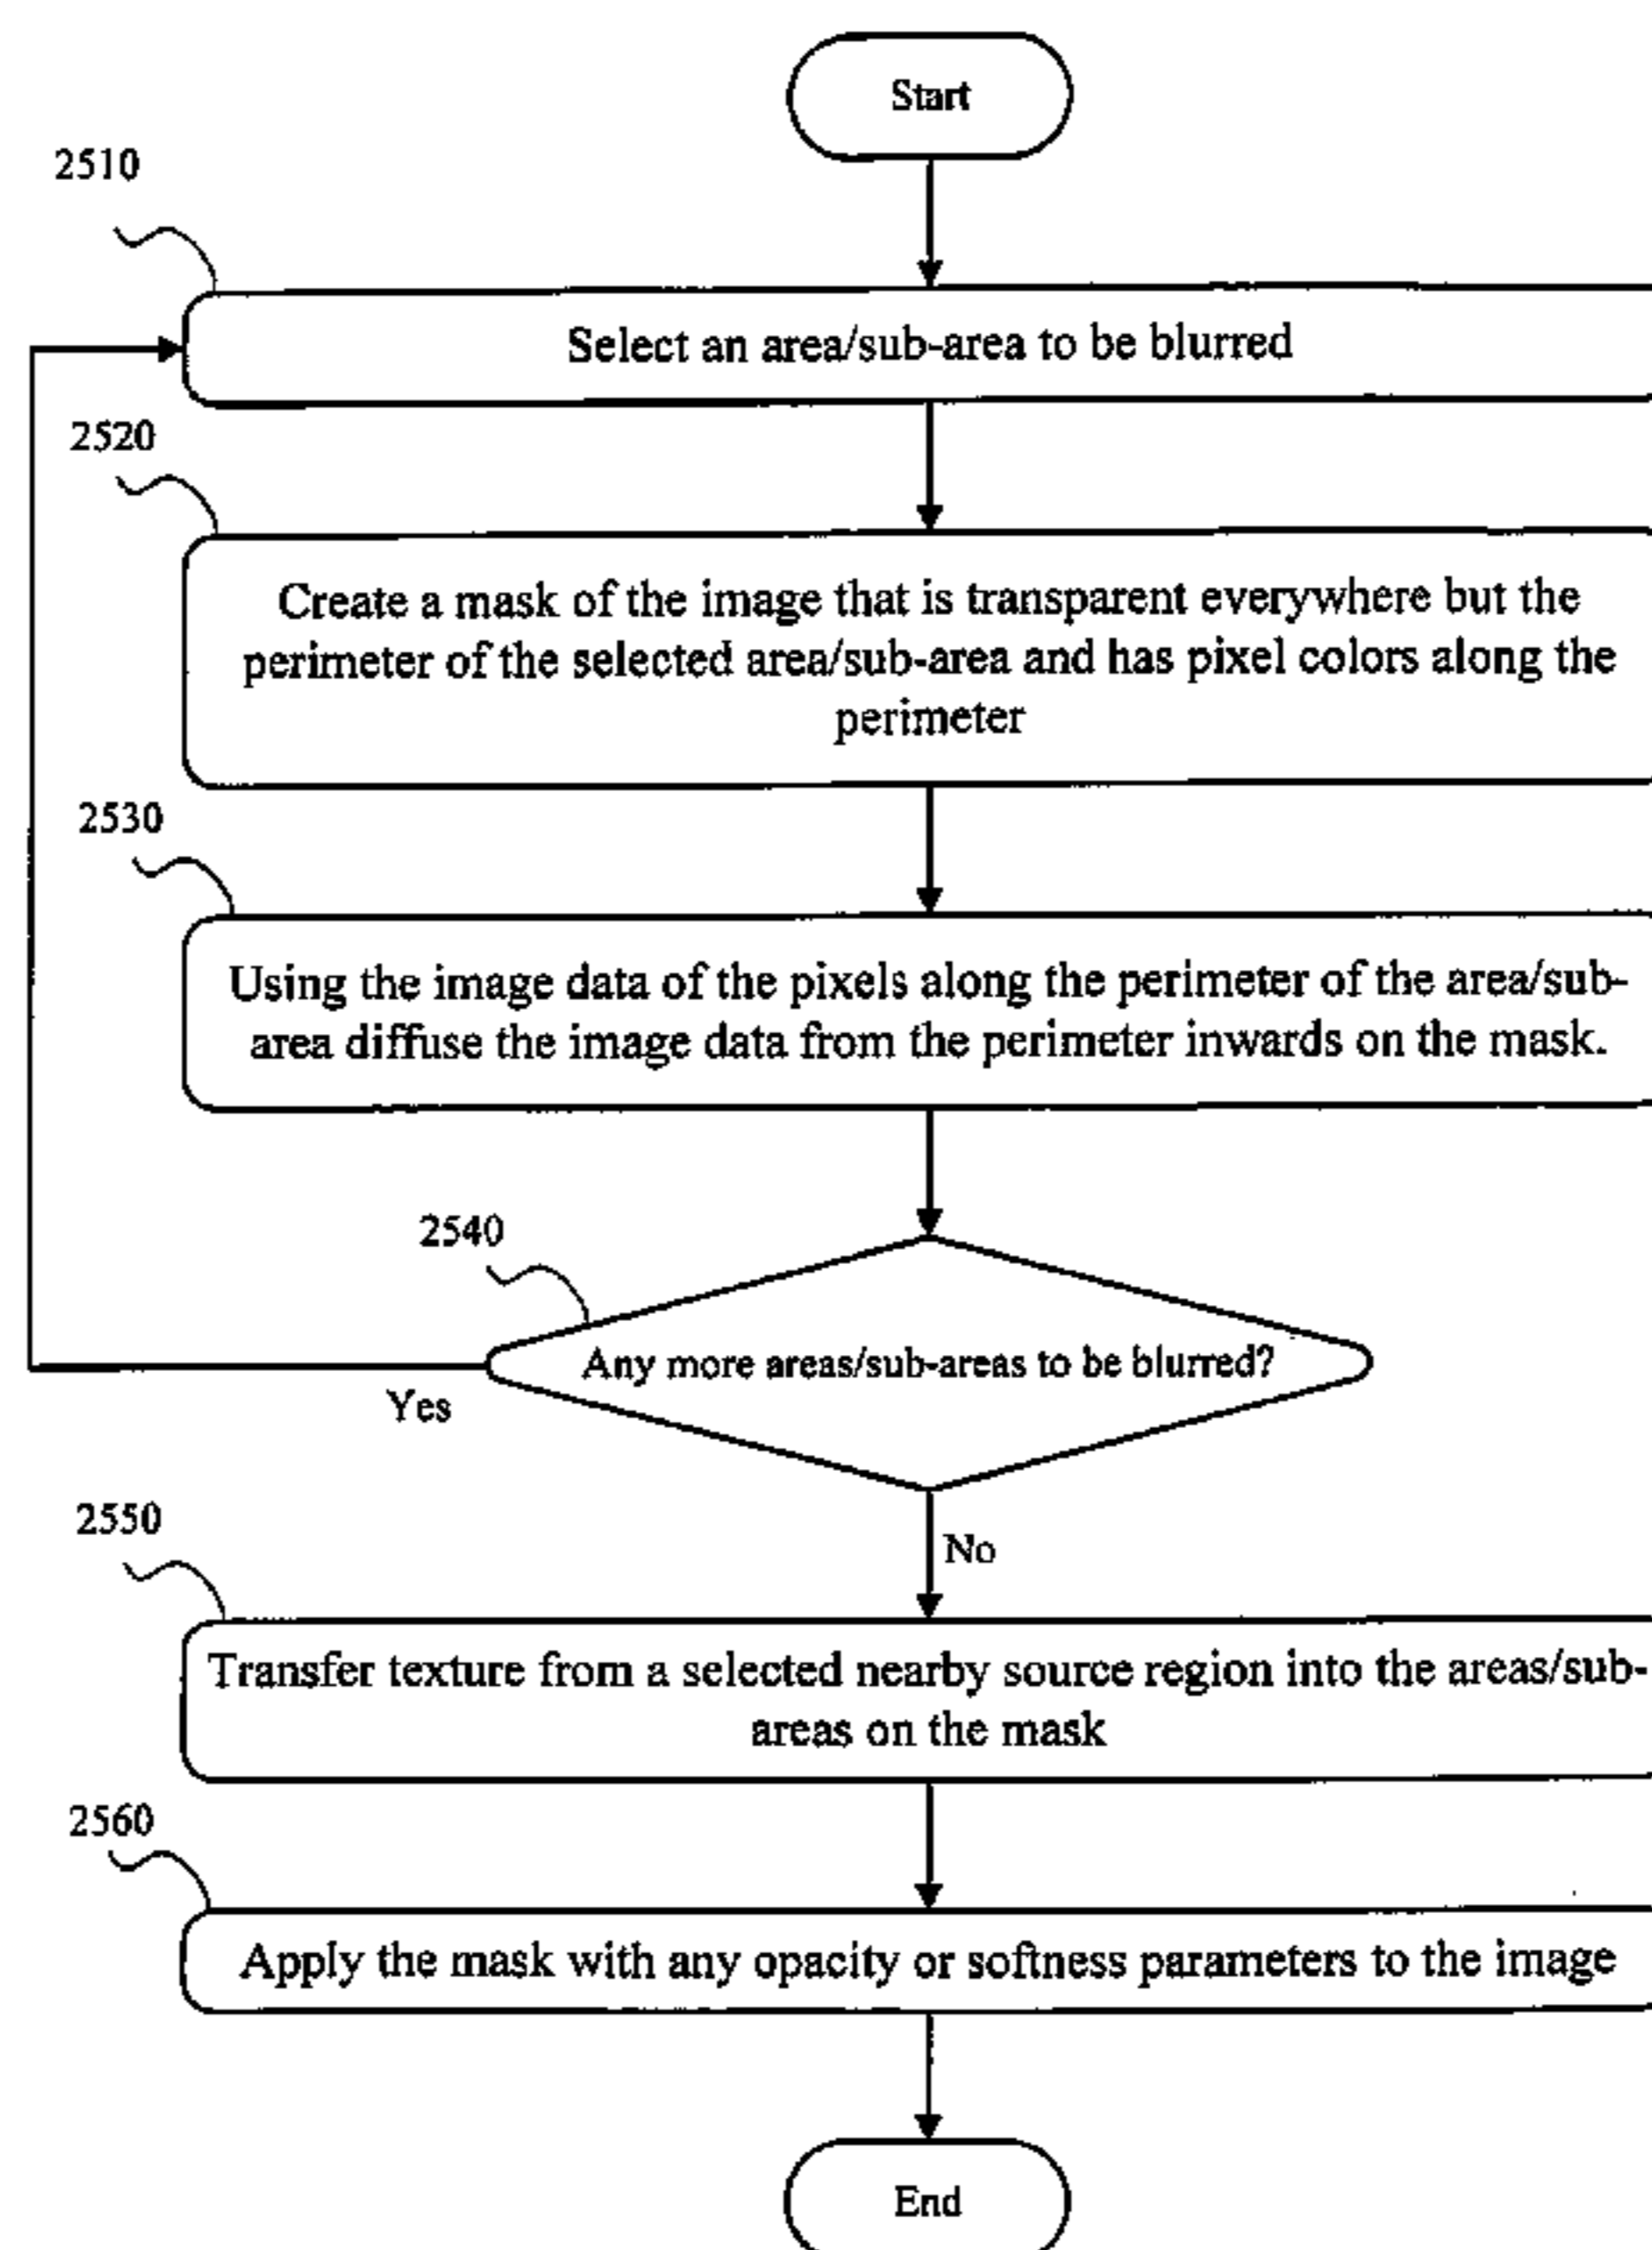 Start
2510
Select an area/sub-area to be blurred
2520
Create a mask of the image that is transparent everywhere but the
perimeter of the selected area/sub-area and has pixel colors along the
perimeter
2530
Using the image data of the pixels along the perimeter of the area/sub-
area diffuse the image data from the perimeter inwards on the mask.
2540
Any more areas/sub-areas to be blurred?
Yes
No
2550
Transfer texture from a selected nearby source region into the areas/sub-
areas on the mask
2560
Apply the mask with any opacity or softness parameters to the image
End